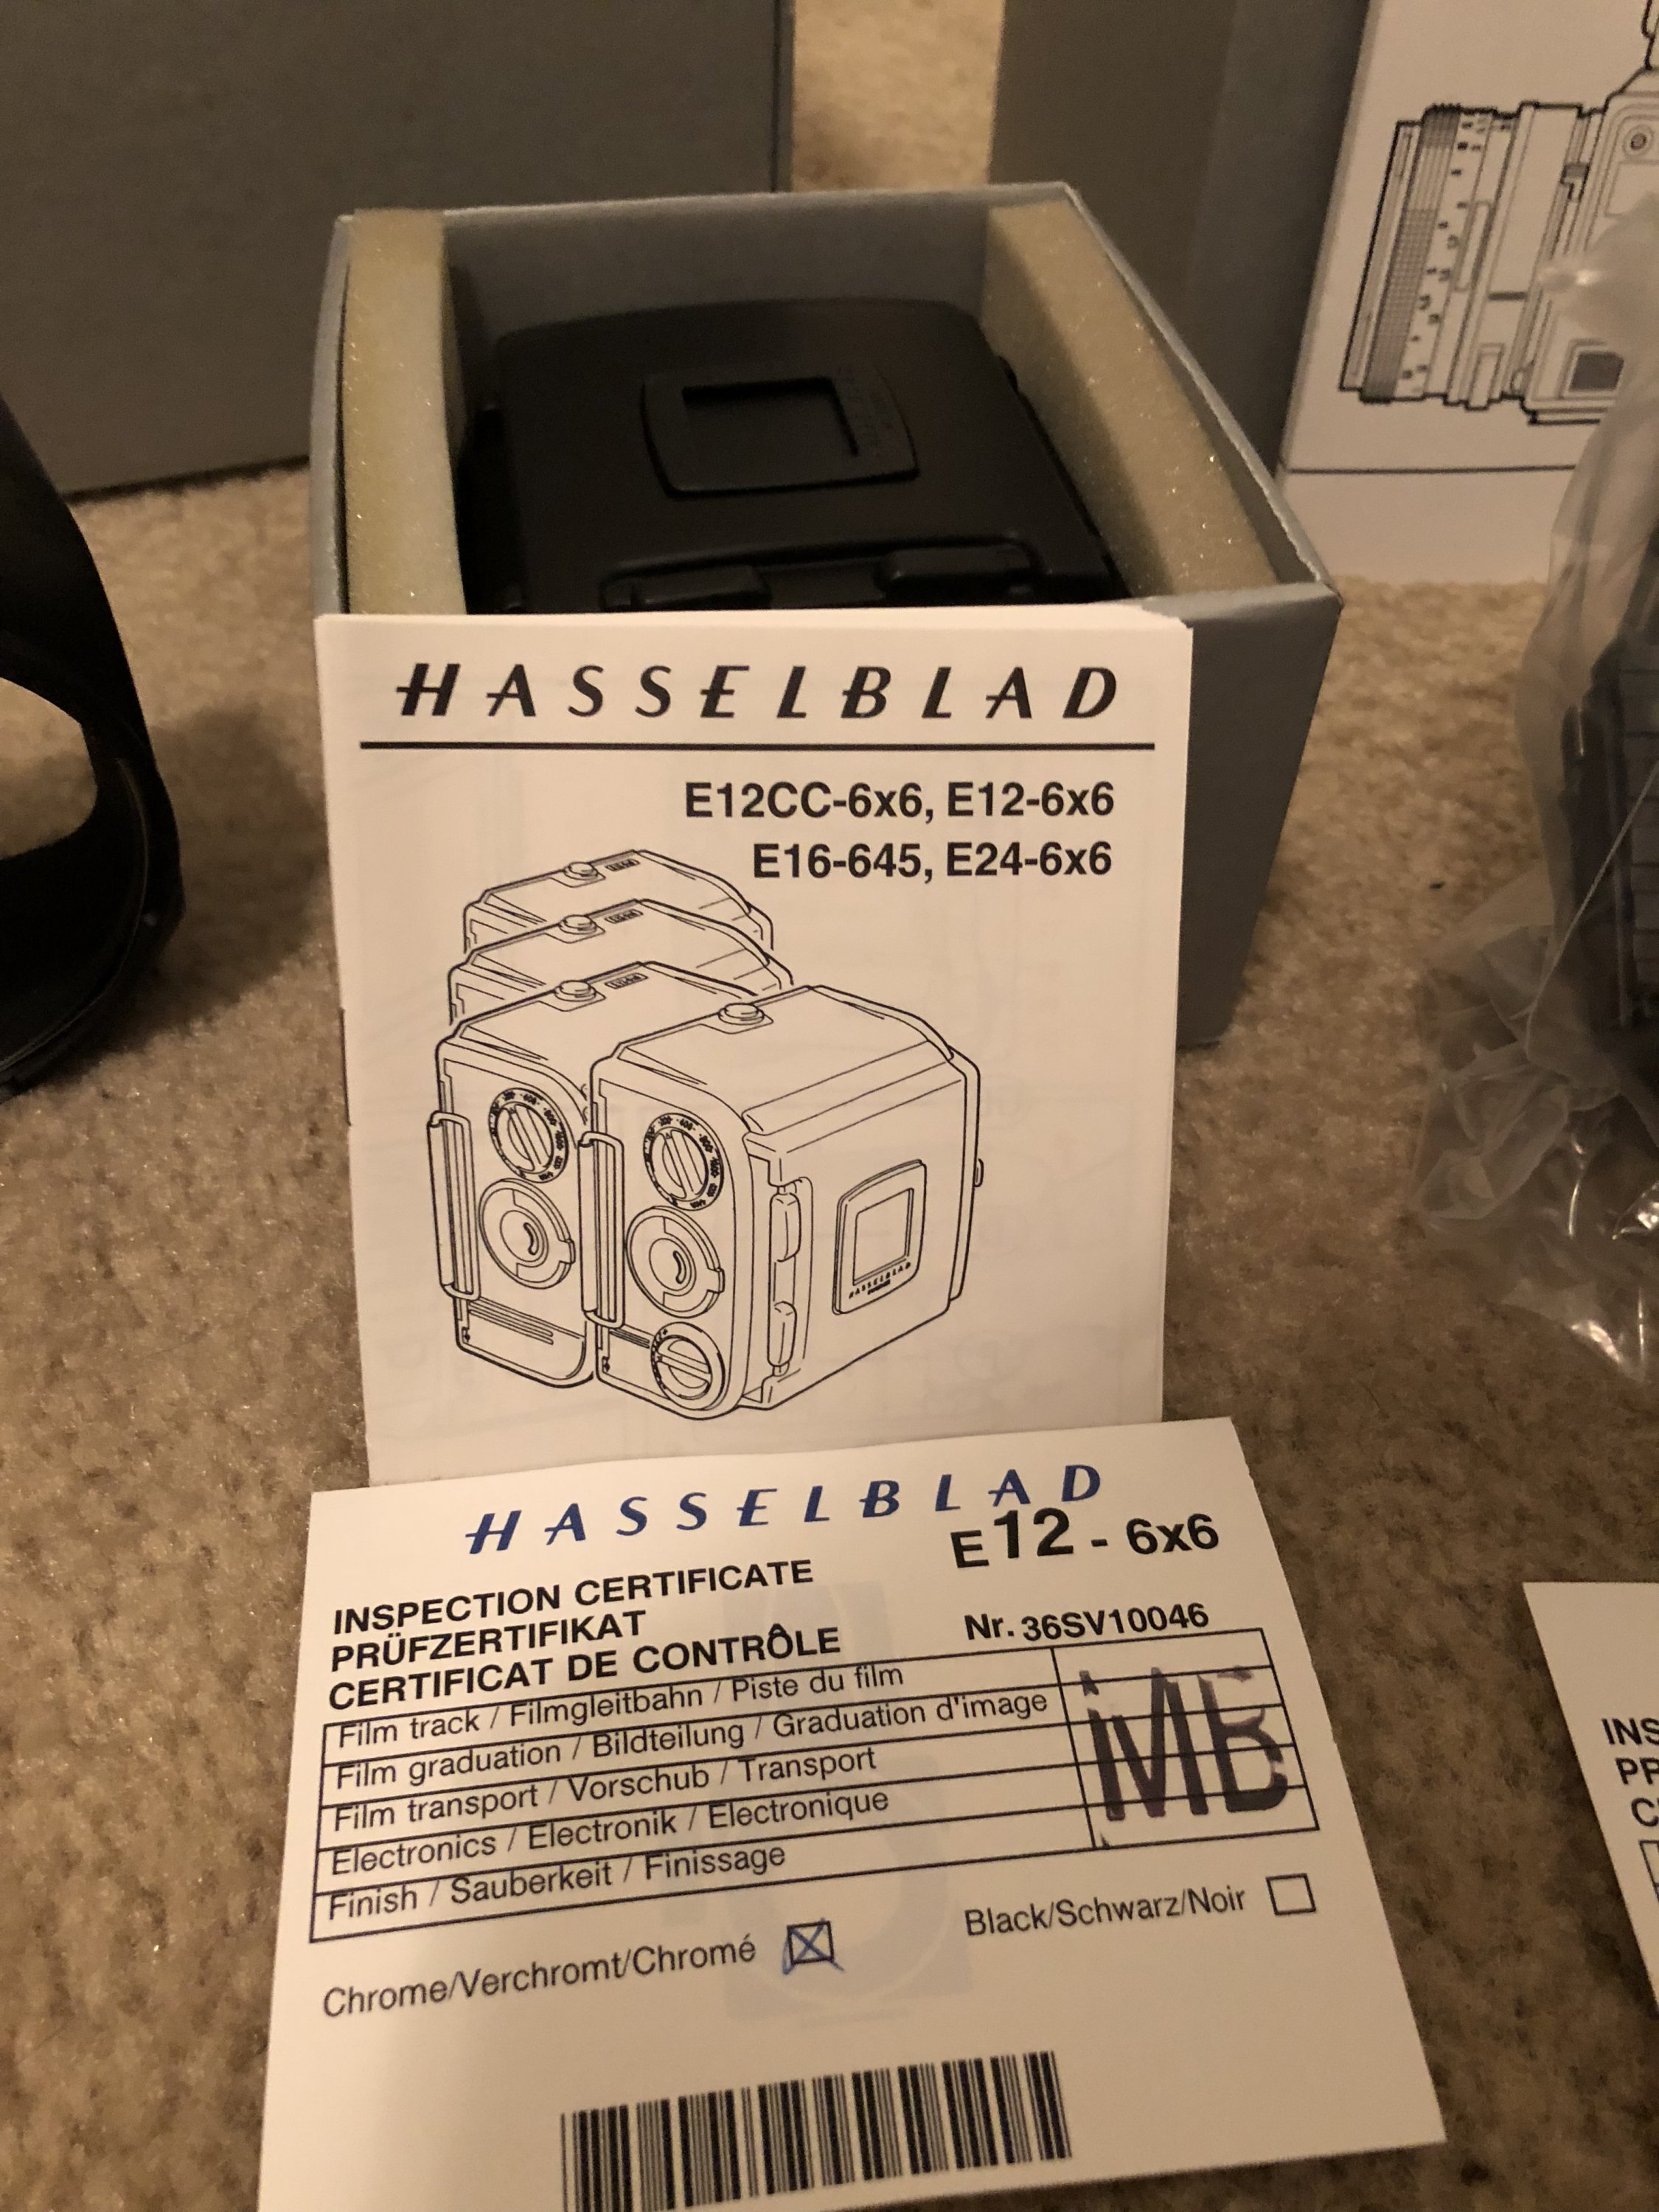 HASSELBLAD
E12CC-6x6, E12-6x6
E16-645, E24-6x6
HASSELBLAD
HASSELBLAD
E12 - 6x6
INSPECTION CERTIFICATE
PRÜFZERTIFIKAT
CERTIFICAT DE CONTRÔLE
Nr. 36SV10046
Film track / Filmgleitbahn / Piste du film
Film graduation / Bildteilung / Graduation d'image
Film transport / Vorschub / Transport
Electronics / Electronik / Electronique
Finish / Sauberkeit / Finissage
MB
Chrome/Verchromt/Chromé
Black/Schwarz/Noir